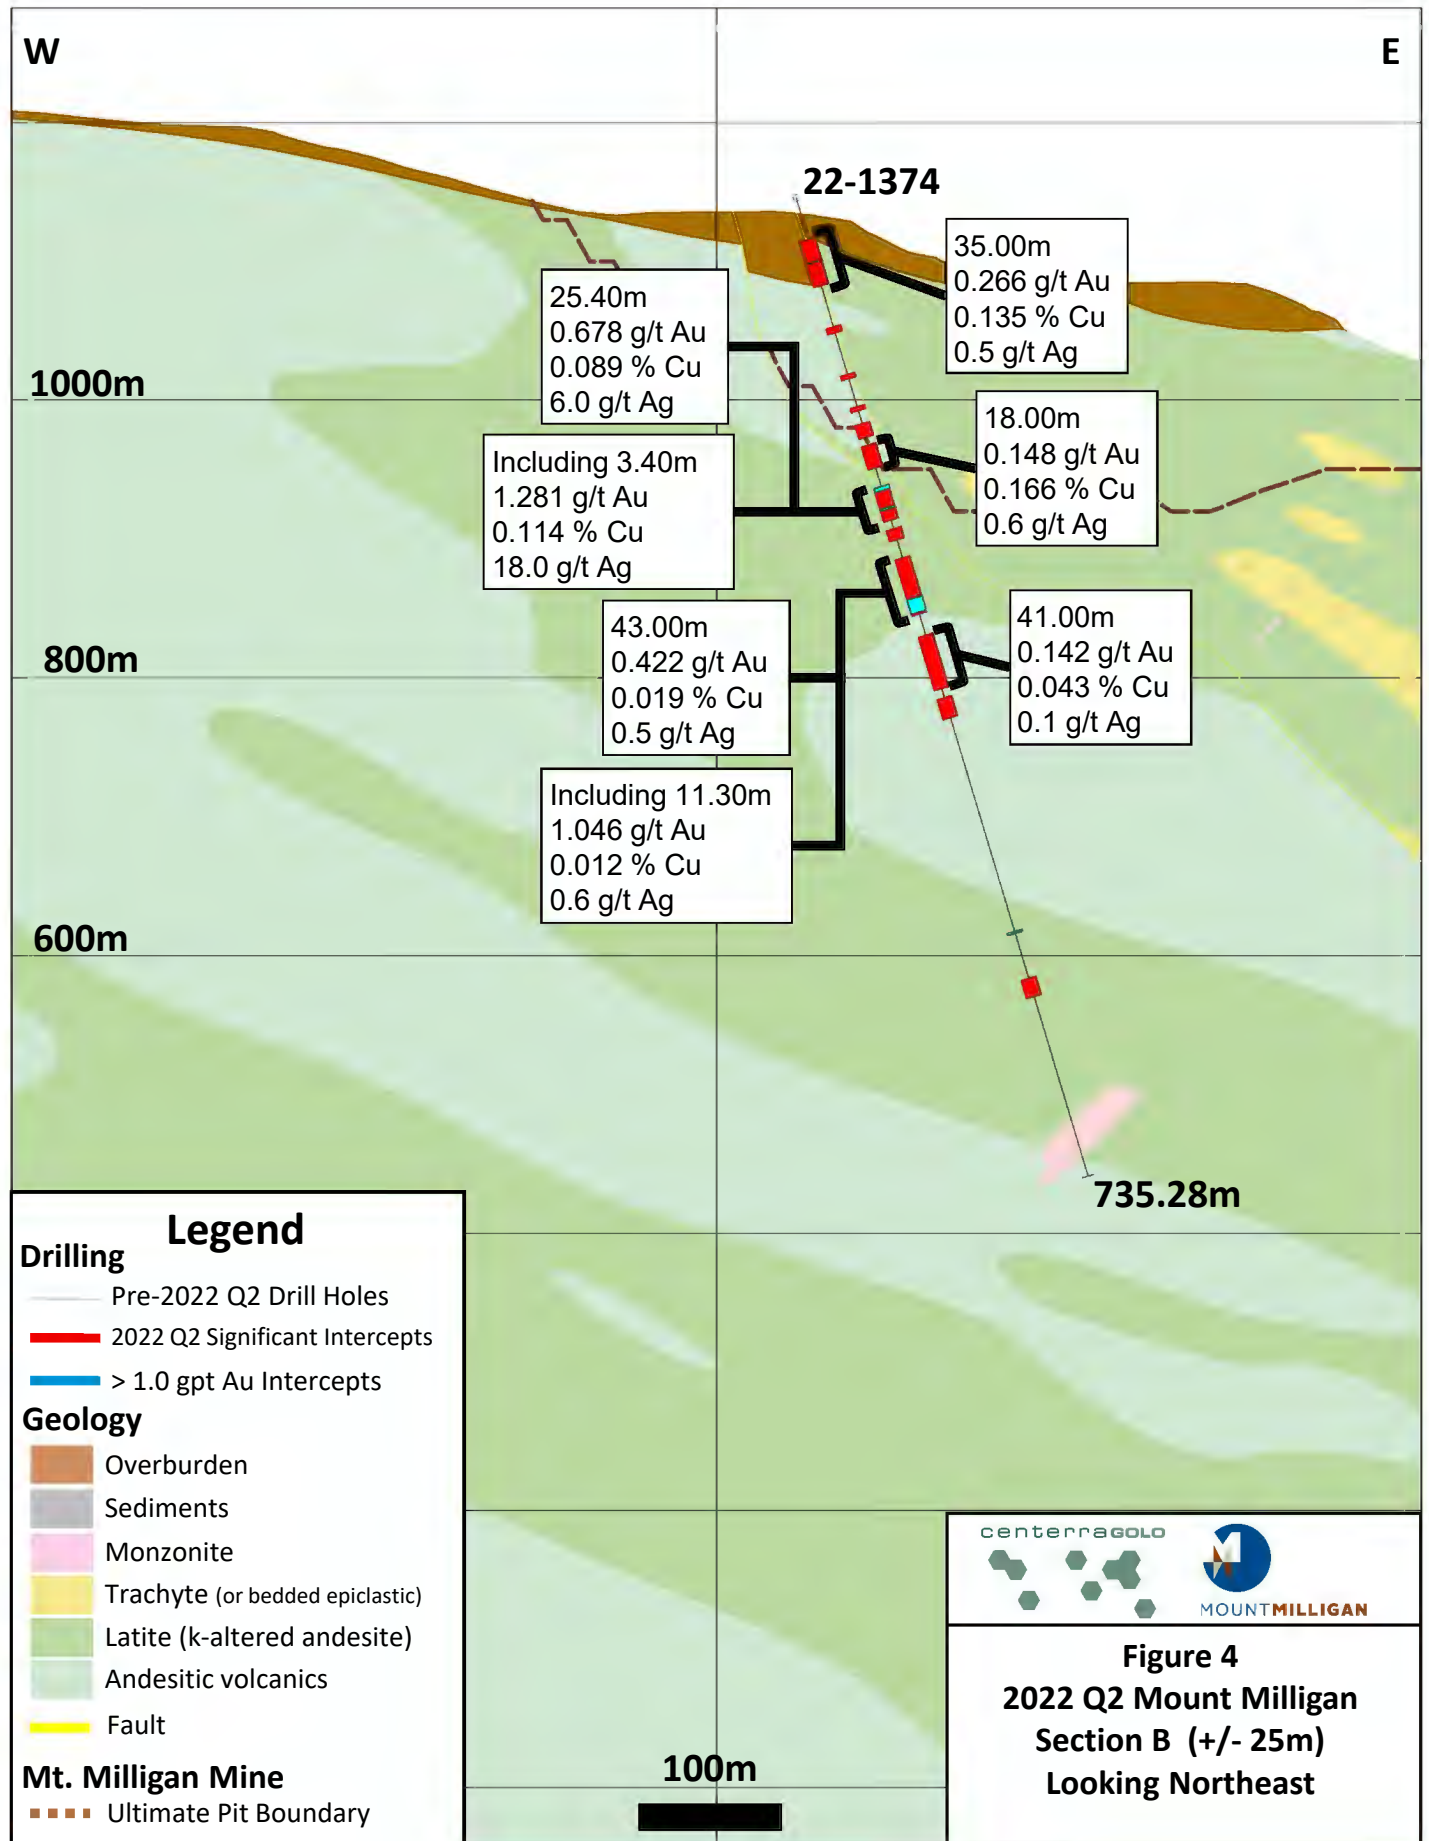 W
E
22-1374
35.00m
0.266 g/t Au
0.135 % Cu
0.5 g/t Ag
25.40m
0.678 g/t Au
0.089 % Cu
6.0 g/t Ag
1000m
18.00m
0.148 g/t Au
0.166 % Cu
0.6 g/t Ag
Including 3.40m
1.281 g/t Au
0.114 % Cu
18.0 g/t Ag
43.00m
0.422 g/t Au
0.019 % Cu
0.5 g/t Ag
41.00m
0.142 g/t Au
0.043 % Cu
0.1 g/t Ag
800m
Including 11.30m
1.046 g/t Au
0.012 % Cu
0.6 g/t Ag
600m
735.28m
Legend
Drilling
Pre-2022 Q2 Drill Holes
2022 Q2 Significant Intercepts
> 1.0 gpt Au Intercepts
Geology
Overburden
Sediments
Monzonite
Trachyte (or bedded epiclastic)
Latite (k-altered andesite)
Andesitic volcanics
Fault
Mt. Milligan Mine
Ultimate Pit Boundary
100m
centerraGOLD
MOUNTMILLIGAN
Figure 4
2022 Q2 Mount Milligan
Section B (+/- 25m)
Looking Northeast